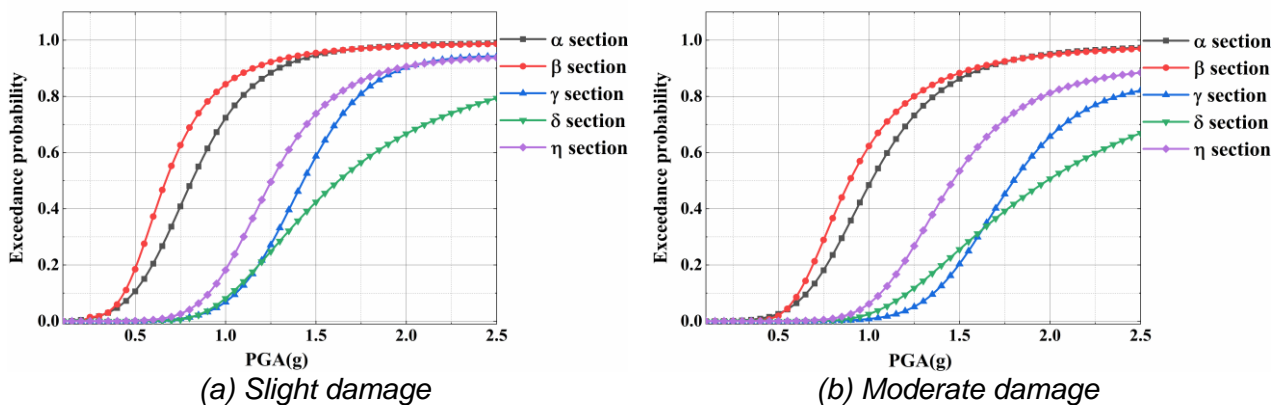 1.0
0.8
0.6
0.4
0.2
0.0
Exceedance probability
0.5
1.0
1.5
2.0
2.5
PGA(g)
α section
β section
γ section
δ section
η section
(a) Slight damage
1.0
0.8
0.6
0.4
0.2
0.0
Exceedance probability
0.5
1.0
1.5
2.0
2.5
PGA(g)
α section
β section
γ section
δ section
η section
(b) Moderate damage